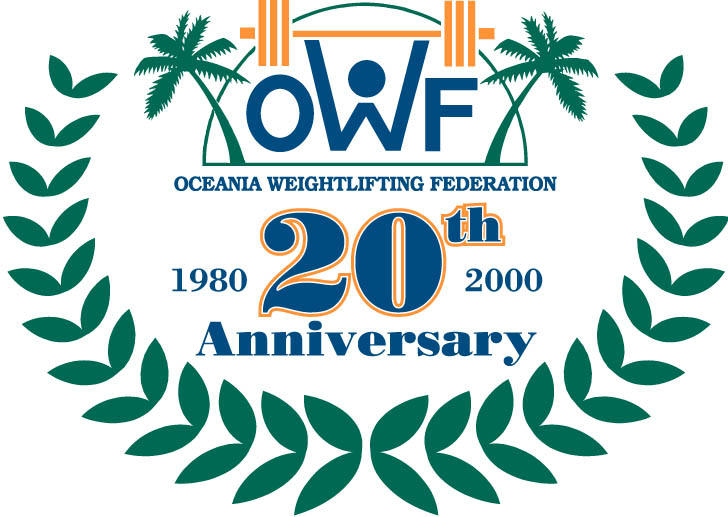 OWF
OCEANIA WEIGHTLIFTING FEDERATION
1980 20th 2000
Anniversary